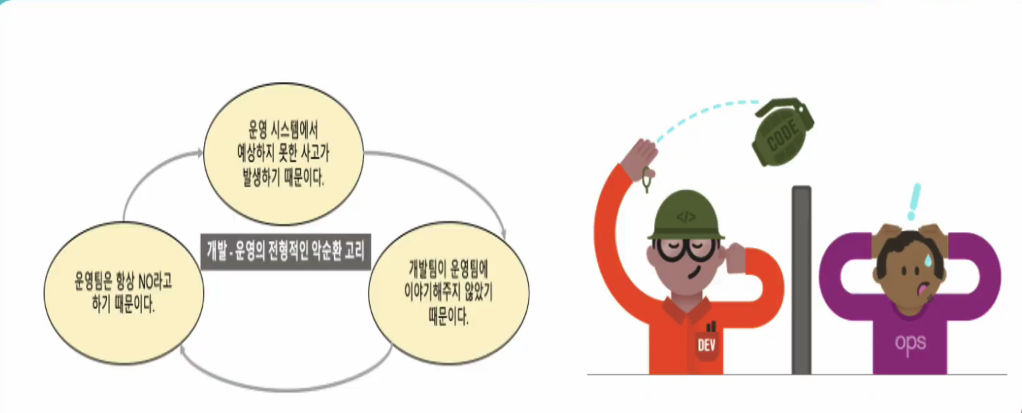 운영 시스템에서
예상하지 못한 사고가
발생하기 때문이다.
개발 - 운영의 전형적인 악순환 고리
운영팀은 항상 NO라고
하기 때문이다.
개발팀이 운영팀에
이야기해주지 않았기
때문이다.
CODE
</>
DEV
ops